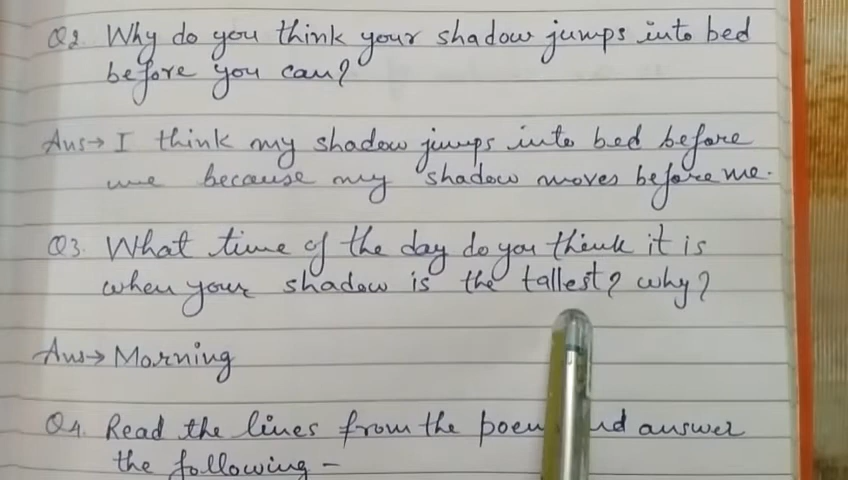 Q2. Why do you think your shadow jumps into bed
before you can?
Ans→ I think my shadow jumps into bed before
me because my shadow moves before me.
Q3. What time of the day do you think it is
when your shadow is the tallest? why?
Ans→ Morning
Q4. Read the lines from the poem and answer
the following -